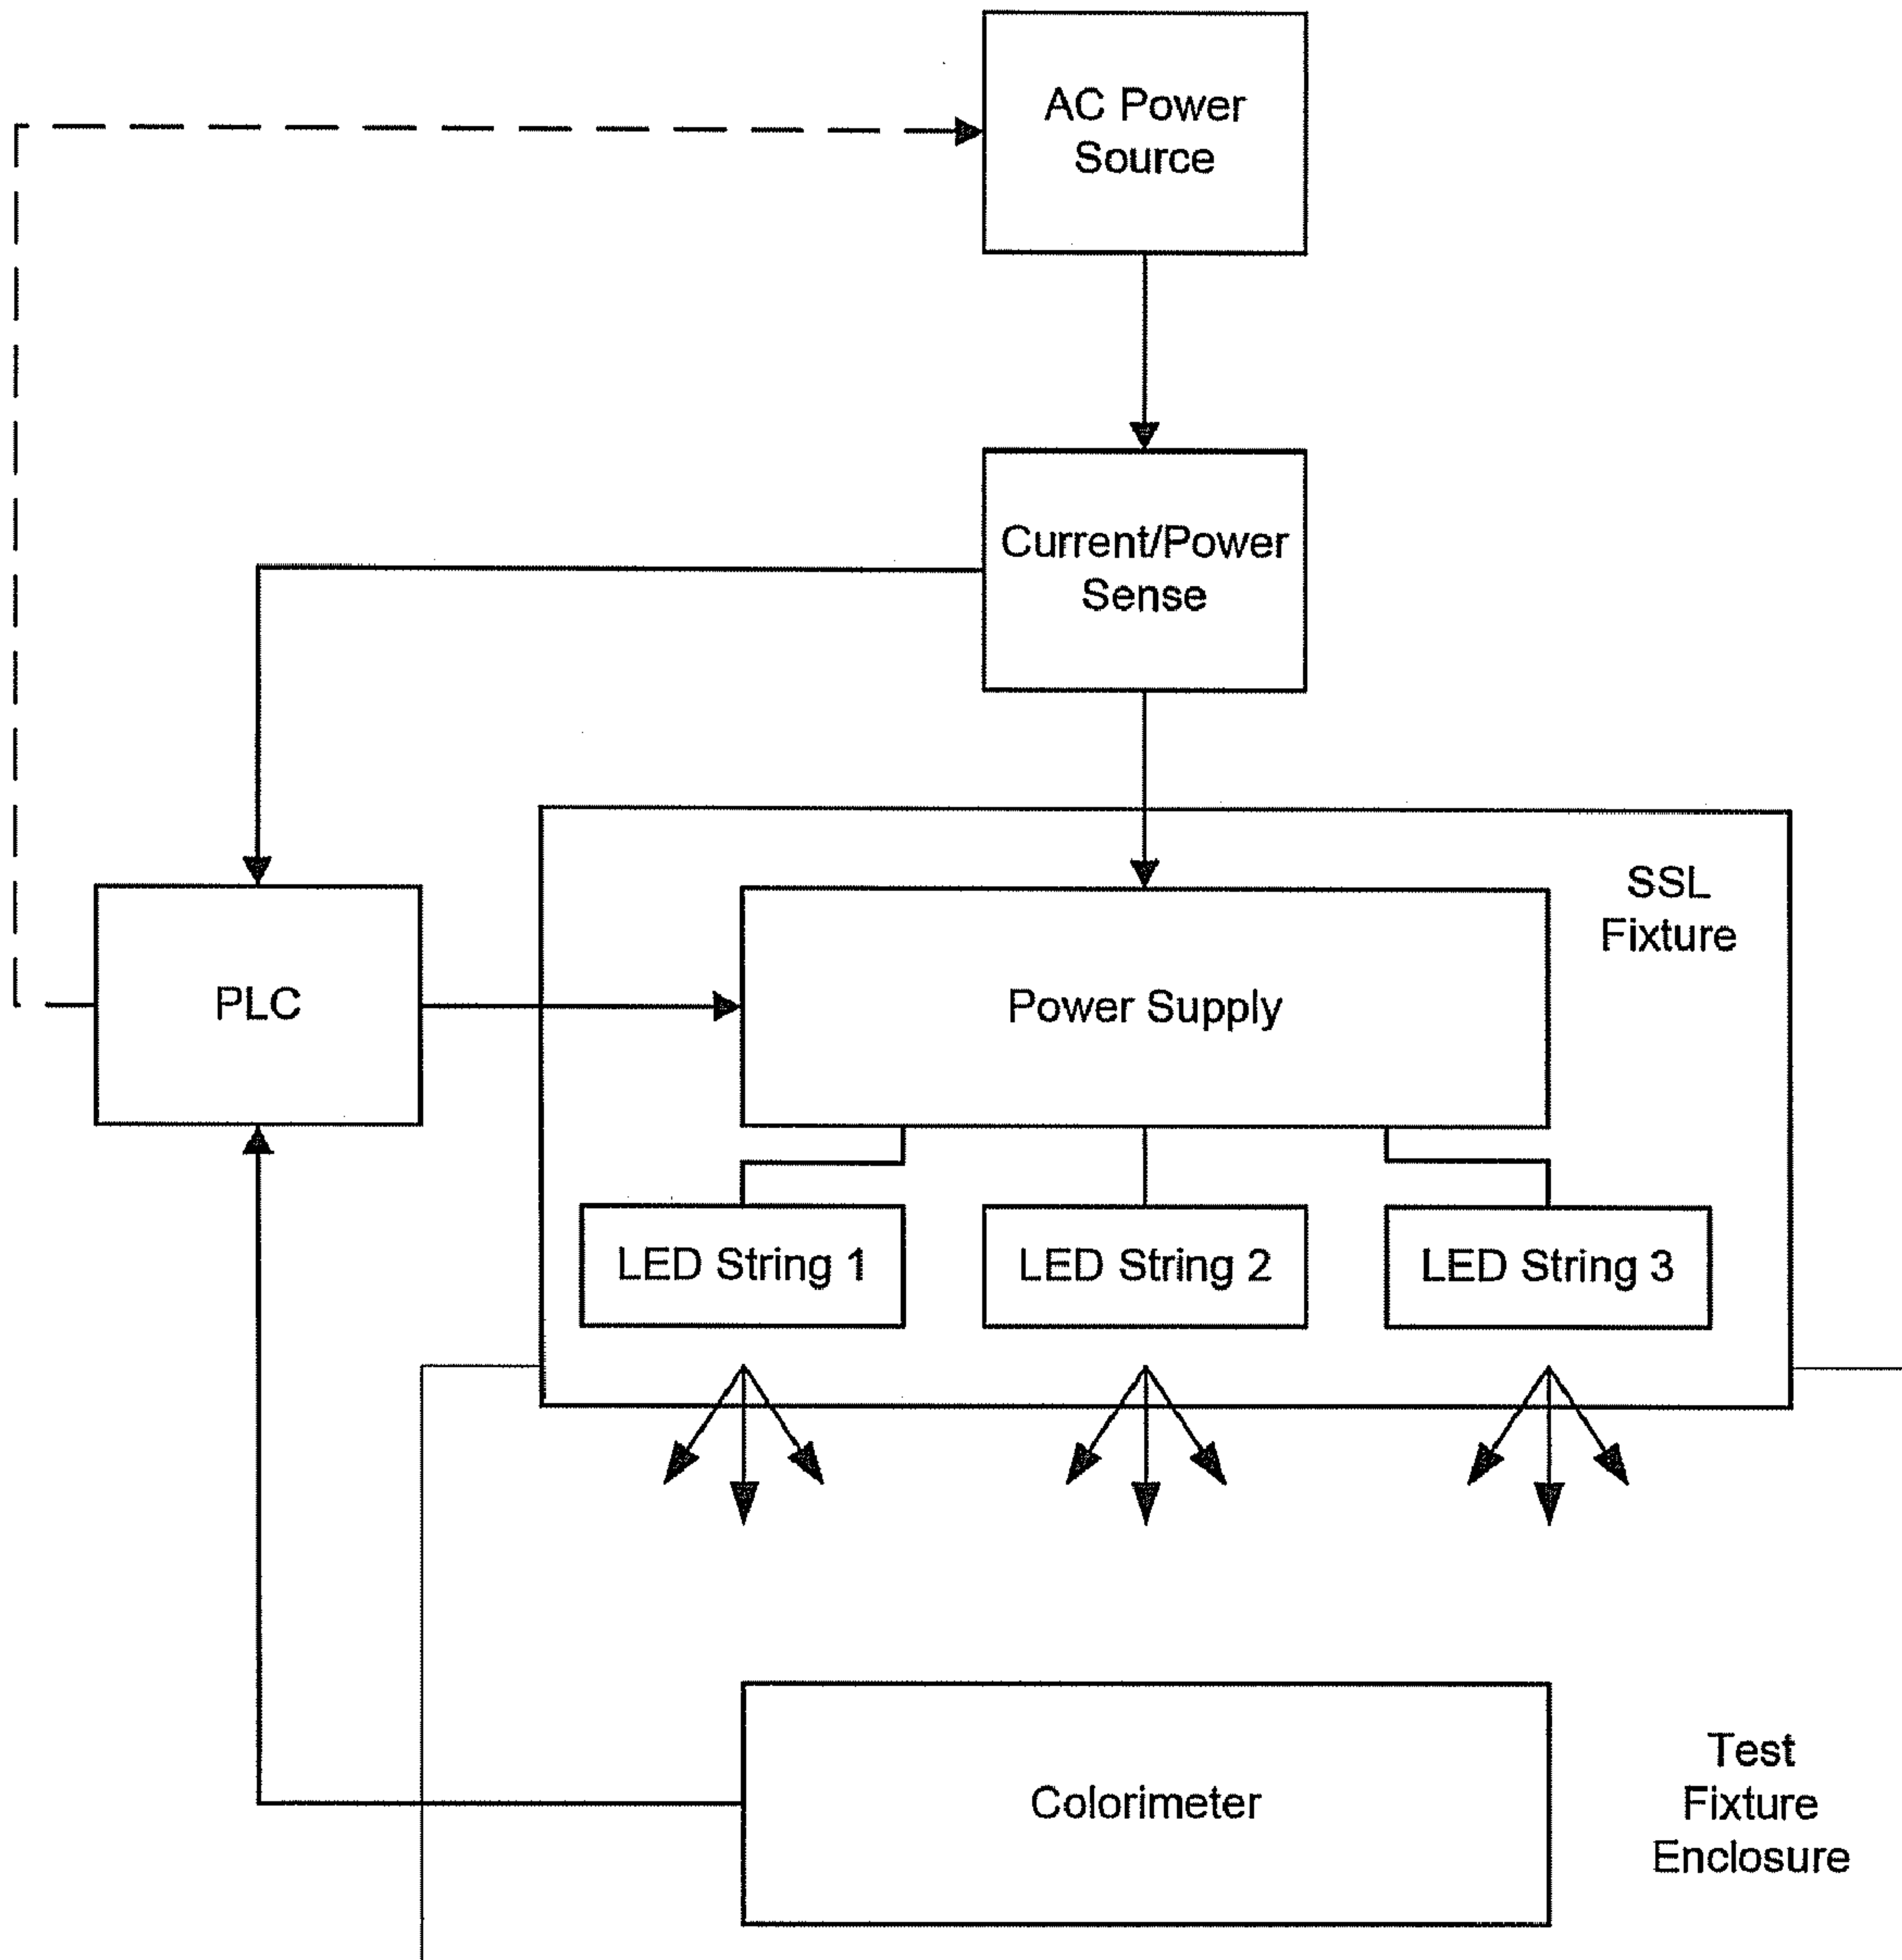 AC Power
Source
Current/Power
Sense
SSL
Fixture
PLC
Power Supply
LED String 1
LED String 2
LED String 3
Colorimeter
Test
Fixture
Enclosure